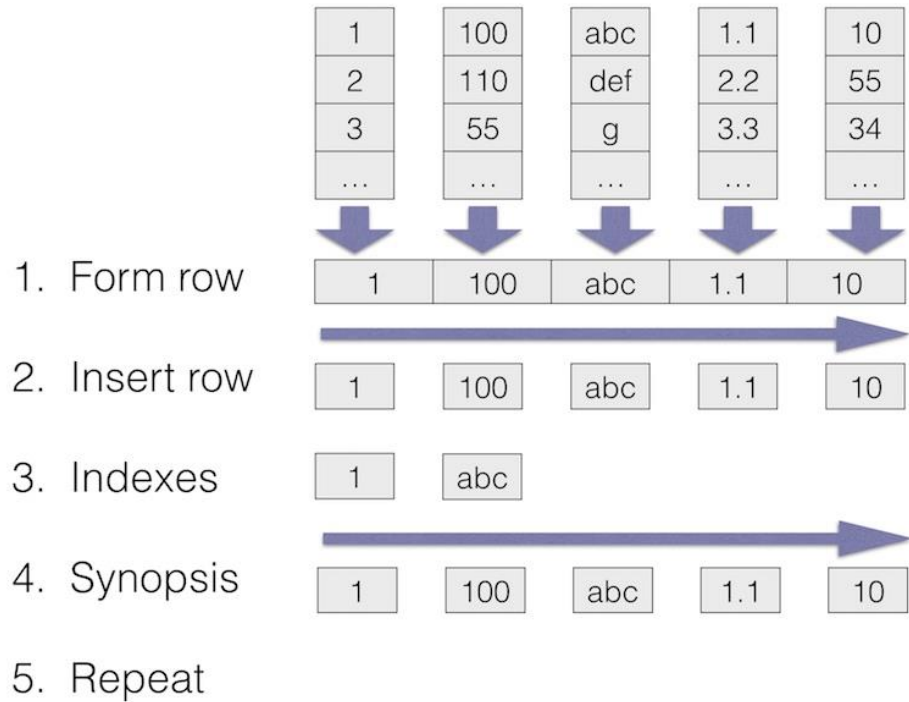 1 100 abc 1.1 10
2 110 def 2.2 55
3 55 g 3.3 34
... ... ... ... ...
1. Form row 1 100 abc 1.1 10
2. Insert row 1 100 abc 1.1 10
3. Indexes 1 abc
4. Synopsis 1 100 abc 1.1 10
5. Repeat